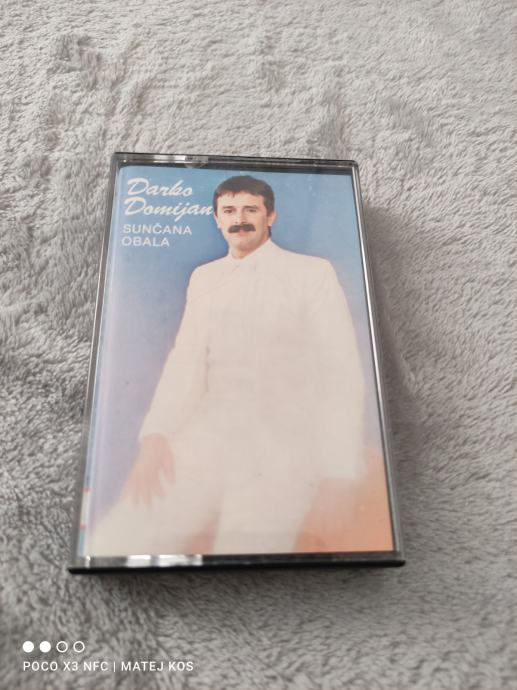 Darko
Domijan
SUNČANA
OBALA
POCO X3 NFC | MATEJ KOS